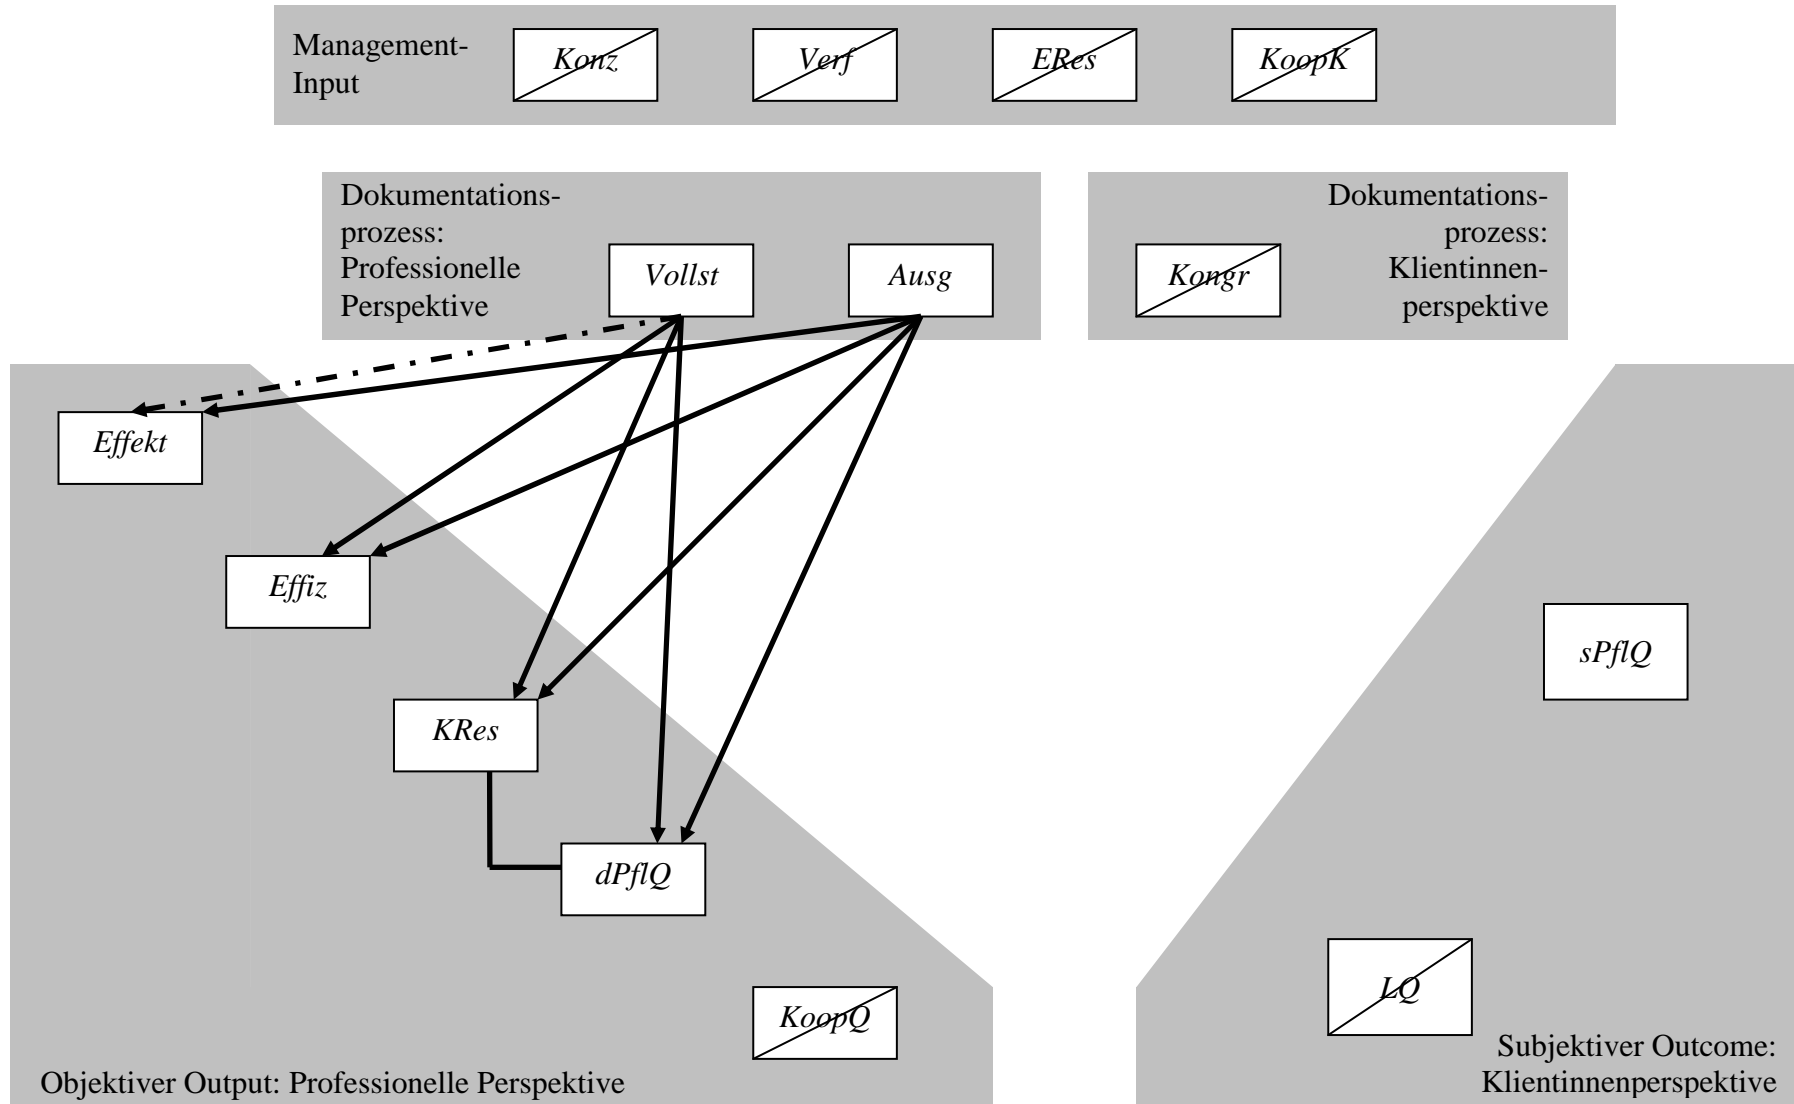 Management-
Input
Konz
Verf
ERes
KoopK
Dokumentations-
prozess:
Professionelle
Perspektive
Vollst
Ausg
Kongr
Dokumentations-
prozess:
Klientinnen-
perspektive
Effekt
Effiz
KRes
dPflQ
KoopQ
Objektiver Output: Professionelle Perspektive
sPflQ
LQ
Subjektiver Outcome:
Klientinnenperspektive